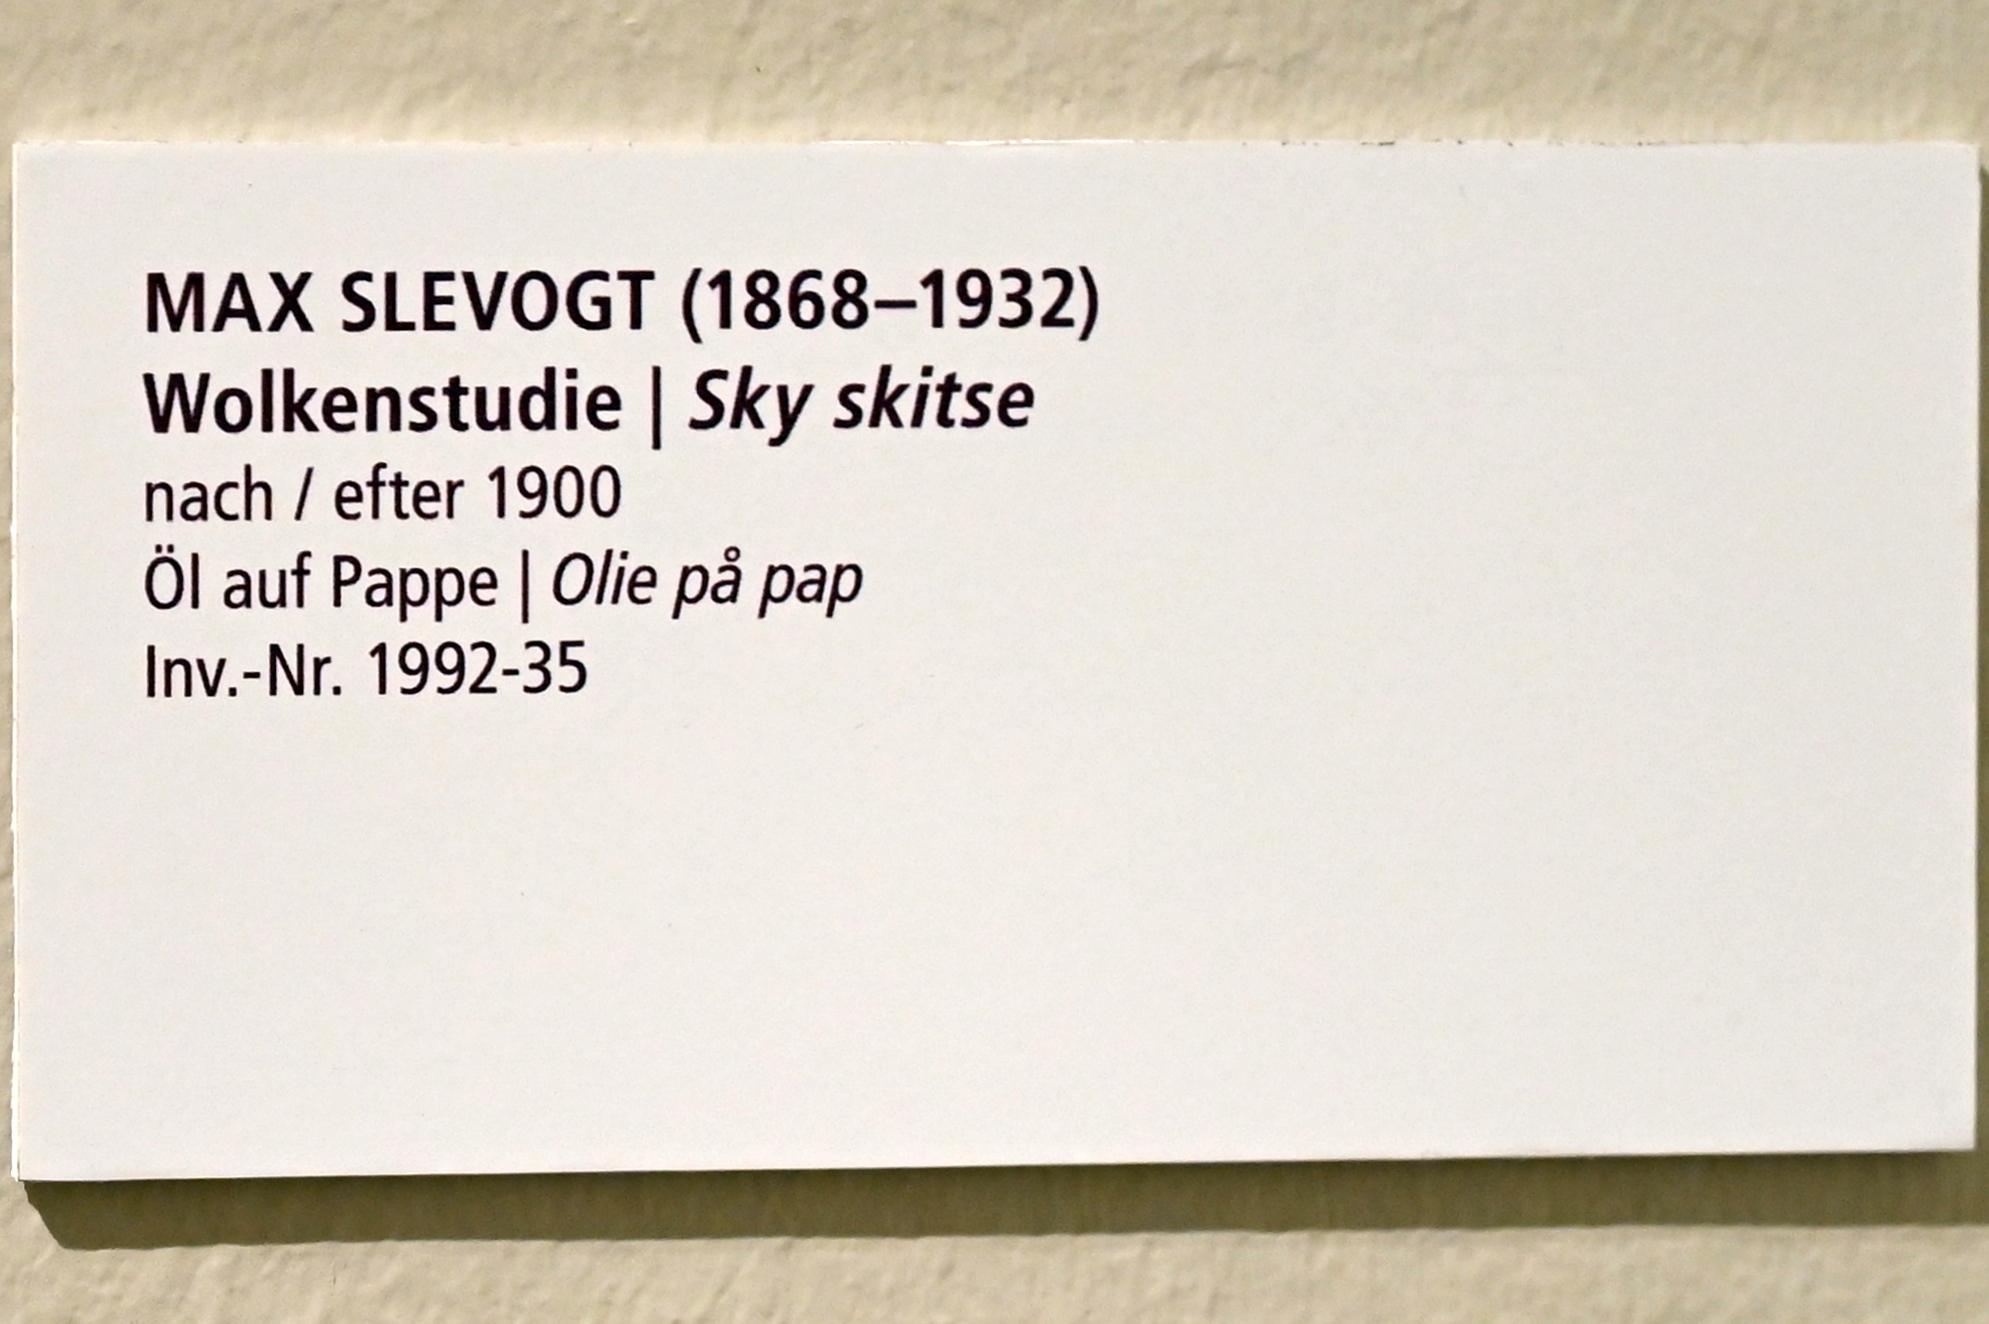 MAX SLEVOGT (1868–1932)
Wolkenstudie | Sky skitse
nach / efter 1900
Öl auf Pappe | Olie på pap
Inv.-Nr. 1992-35